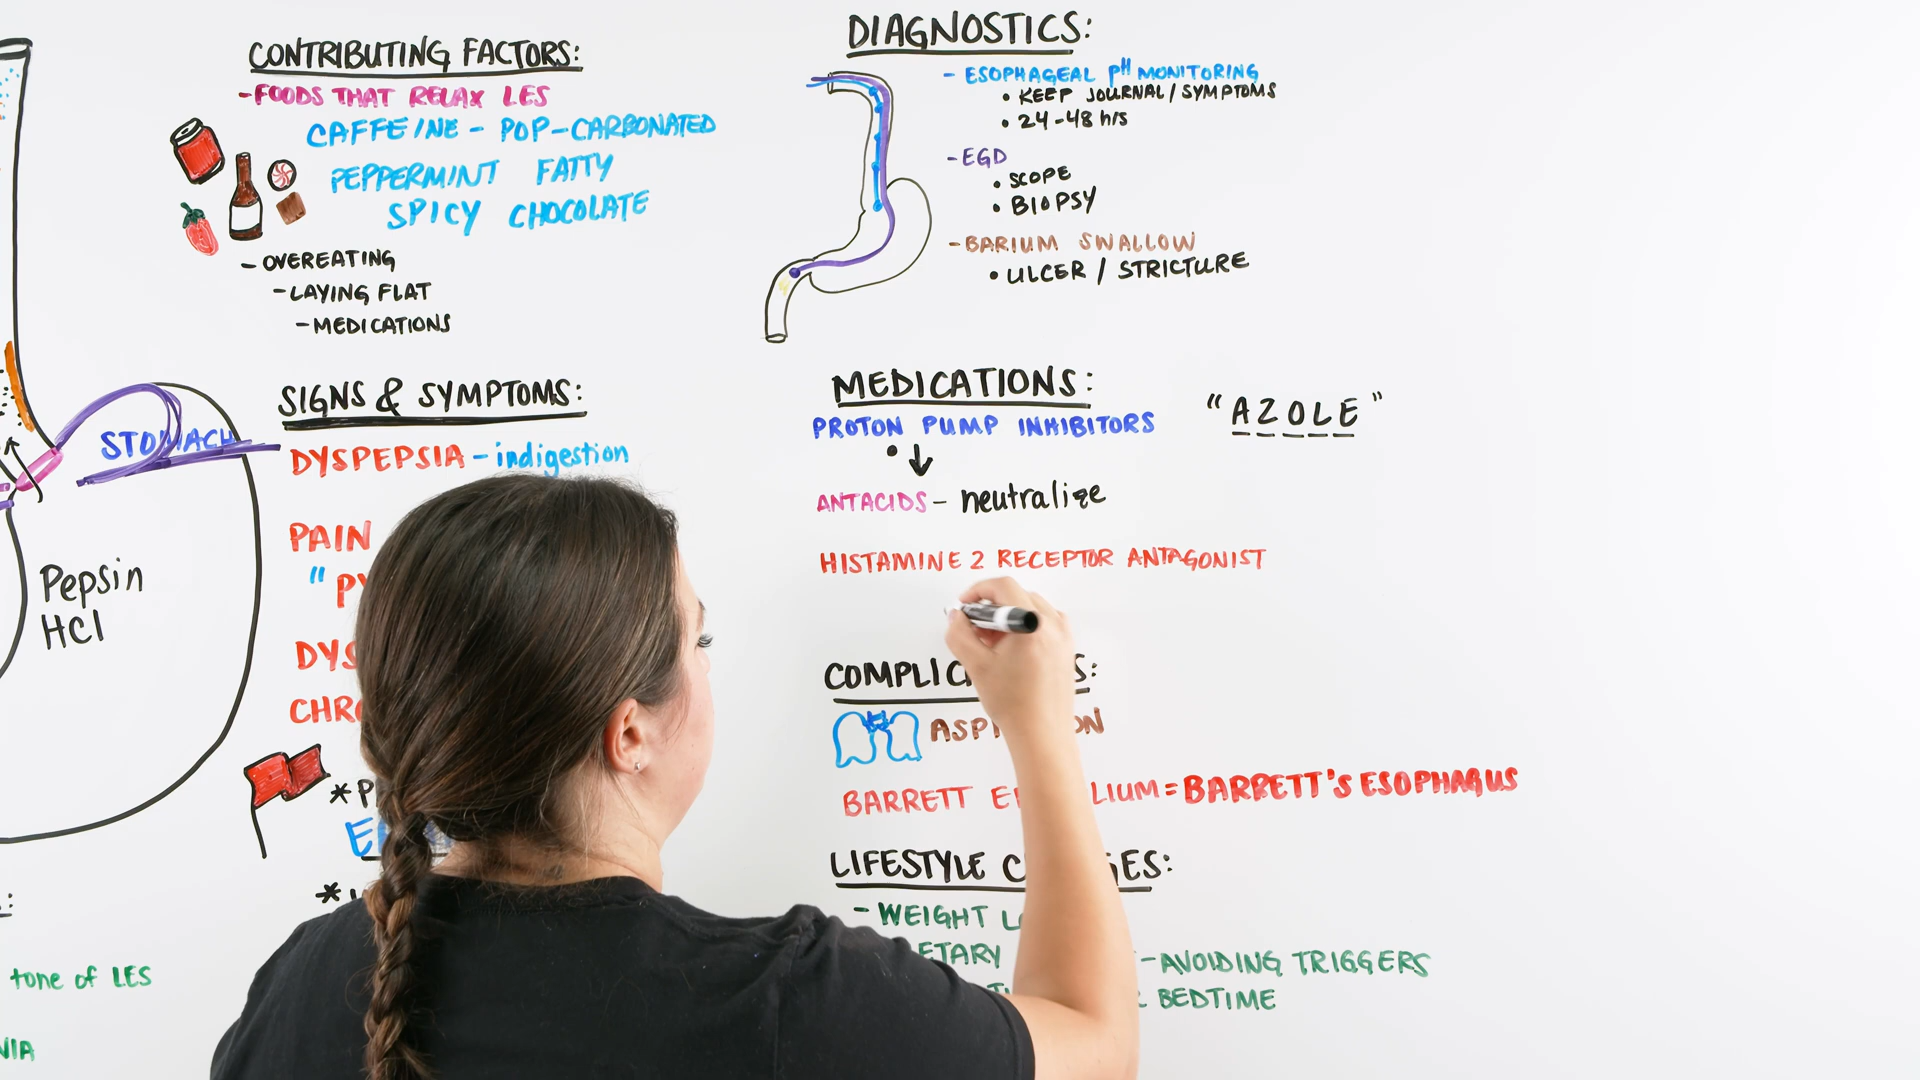 CONTRIBUTING FACTORS:
-FOODS THAT RELAX LES
CAFFEINE - POP-CARBONATED
PEPPERMINT FATTY
SPICY CHOCOLATE
- OVEREATING
- LAYING FLAT
- MEDICATIONS
SIGNS & SYMPTOMS:
DYSPEPSIA - indigestion
PAIN
STOMACH
Pepsin
HCl
tone of LES
DIAGNOSTICS:
- ESOPHAGEAL pH MONITORING
• KEEP JOURNAL/SYMPTOMS
• 24-48 hrs
- EGD
• SCOPE
• BIOPSY
- BARIUM SWALLOW
• ULCER / STRICTURE
MEDICATIONS: "AZOLE"
PROTON PUMP INHIBITORS
• ↓
ANTACIDS - neutralize
HISTAMINE 2 RECEPTOR ANTAGONIST
BARRETT = BARRETT'S ESOPHAGUS
LIFESTYLE
- WEIGHT
-AVOIDING TRIGGERS
BEDTIME